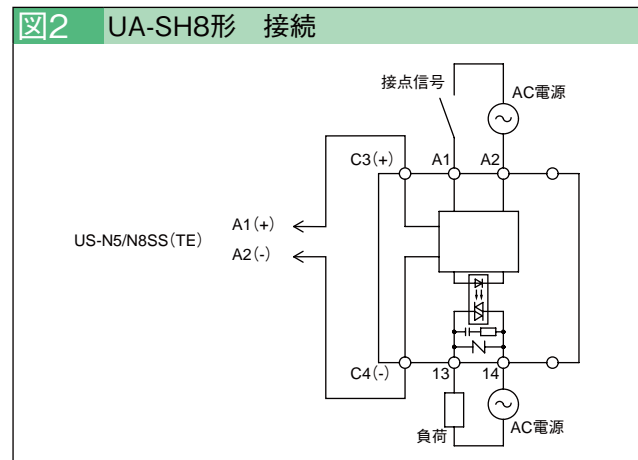 図2 UA-SH8形 接続
接点信号
AC電源
C3(+) A1 A2
A1(+)
US-N5/N8SS(TE)
A2(-)
C4(-) 13 14
負荷
AC電源